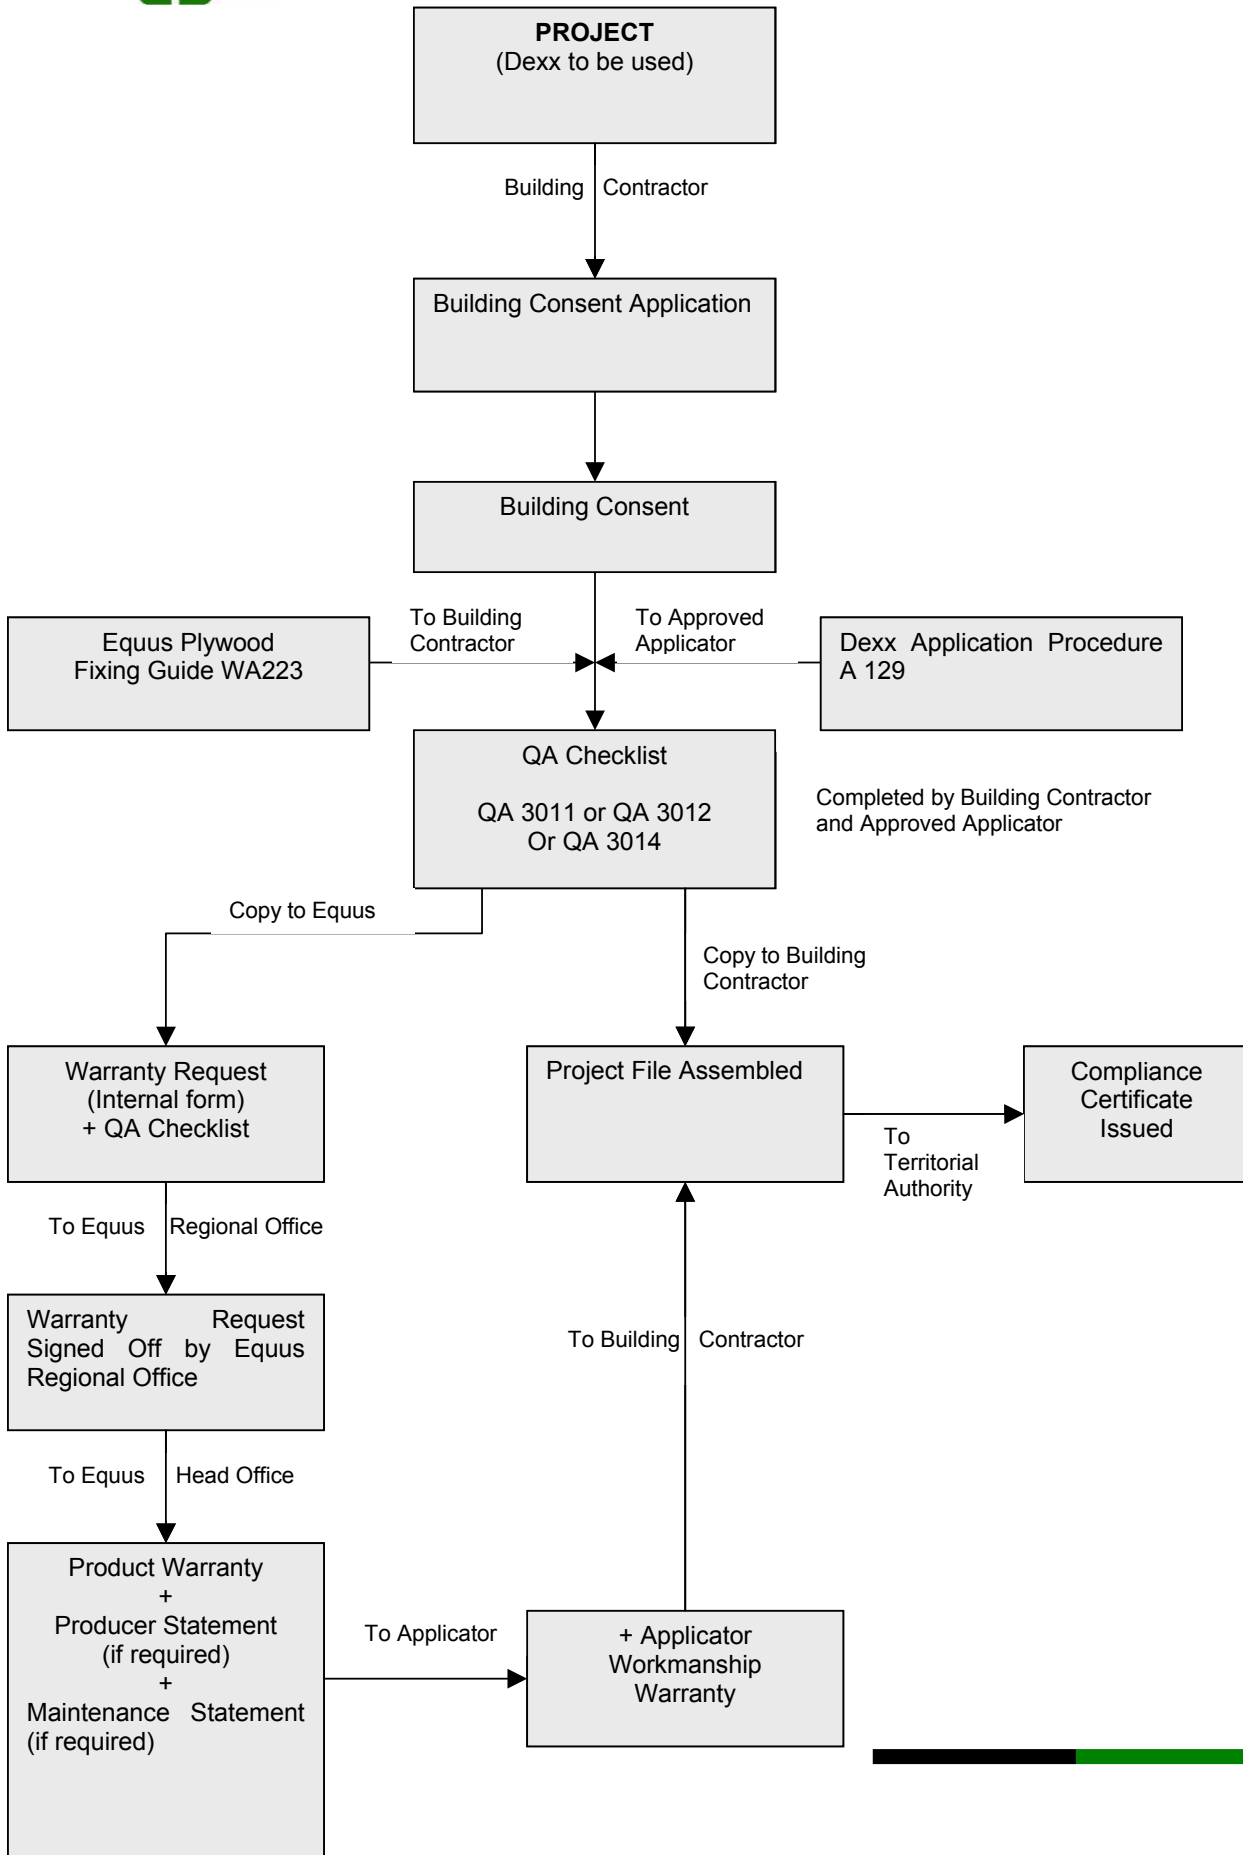 PROJECT
(Dexx to be used)
Building Contractor
Building Consent Application
Building Consent
To Building
Contractor
To Approved
Applicator
Equus Plywood
Fixing Guide WA223
Dexx Application Procedure
A 129
QA Checklist
QA 3011 or QA 3012
Or QA 3014
Completed by Building Contractor
and Approved Applicator
Copy to Equus
Copy to Building
Contractor
Warranty Request
(Internal form)
+ QA Checklist
Project File Assembled
Compliance
Certificate
Issued
To
Territorial
Authority
To Equus Regional Office
Warranty Request
Signed Off by Equus
Regional Office
To Building Contractor
To Equus Head Office
Product Warranty
+
Producer Statement
(if required)
+
Maintenance Statement
(if required)
To Applicator
+ Applicator
Workmanship
Warranty